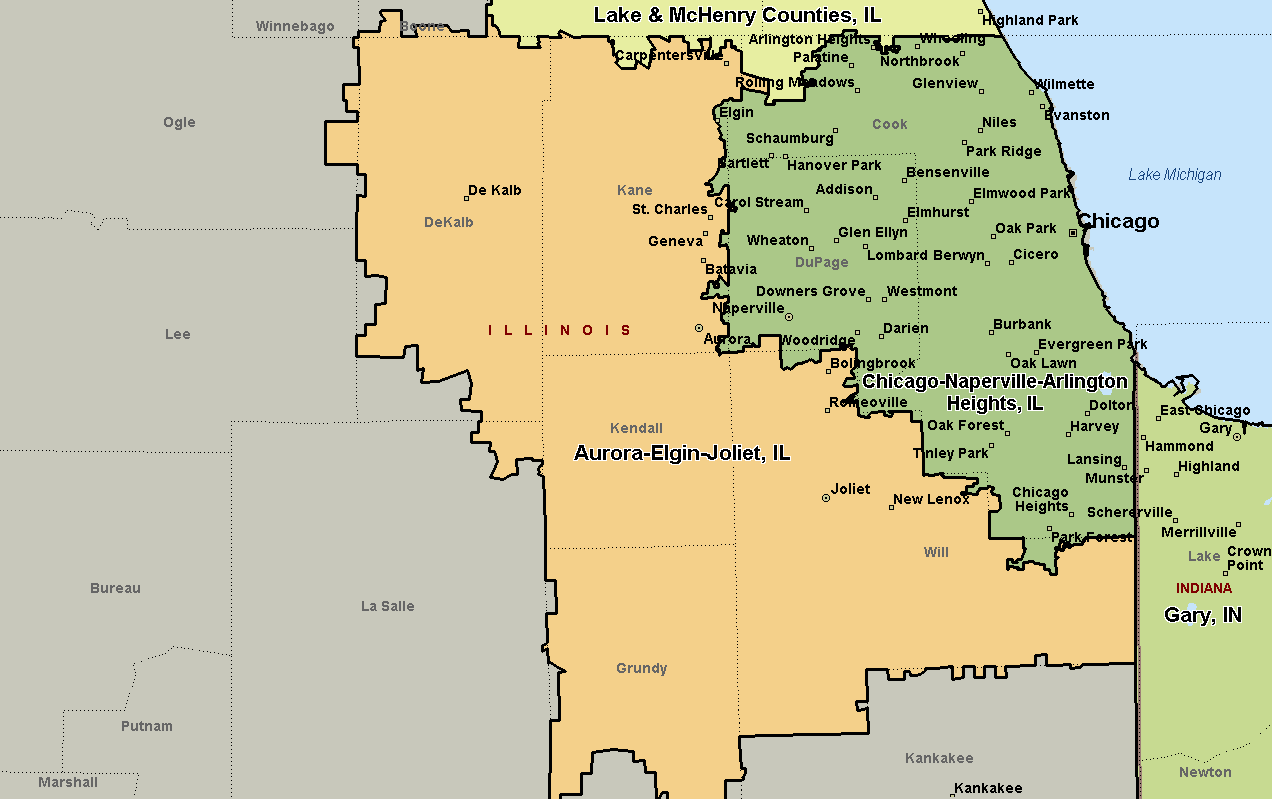 Lake & McHenry Counties, IL
Highland Park
Winnebago
Boone
Arlington Heights
Wheeling
Carpentersville
Palatine
Northbrook
Rolling Meadows
Glenview
Wilmette
Elgin
Evanston
Ogle
Cook
Niles
Schaumburg
Park Ridge
Bartlett
Hanover Park
Bensenville
Lake Michigan
De Kalb
Kane
Addison
Elmwood Park
St. Charles
Carol Stream
Elmhurst
DeKalb
Chicago
Geneva
Wheaton
Glen Ellyn
Oak Park
DuPage
Lombard
Berwyn
Cicero
Batavia
Downers Grove
Westmont
Naperville
ILLINOIS
Lee
Aurora
Woodridge
Darien
Burbank
Evergreen Park
Bolingbrook
Oak Lawn
Chicago-Naperville-Arlington
Heights, IL
Romeoville
Dolton
East Chicago
Kendall
Oak Forest
Harvey
Gary
Aurora-Elgin-Joliet, IL
Tinley Park
Hammond
Lansing
Highland
Munster
Joliet
New Lenox
Chicago
Heights
Schererville
Merrillville
Park Forest
Will
Lake
Crown
Point
Bureau
INDIANA
La Salle
Gary, IN
Grundy
Putnam
Kankakee
Newton
Marshall
Kankakee